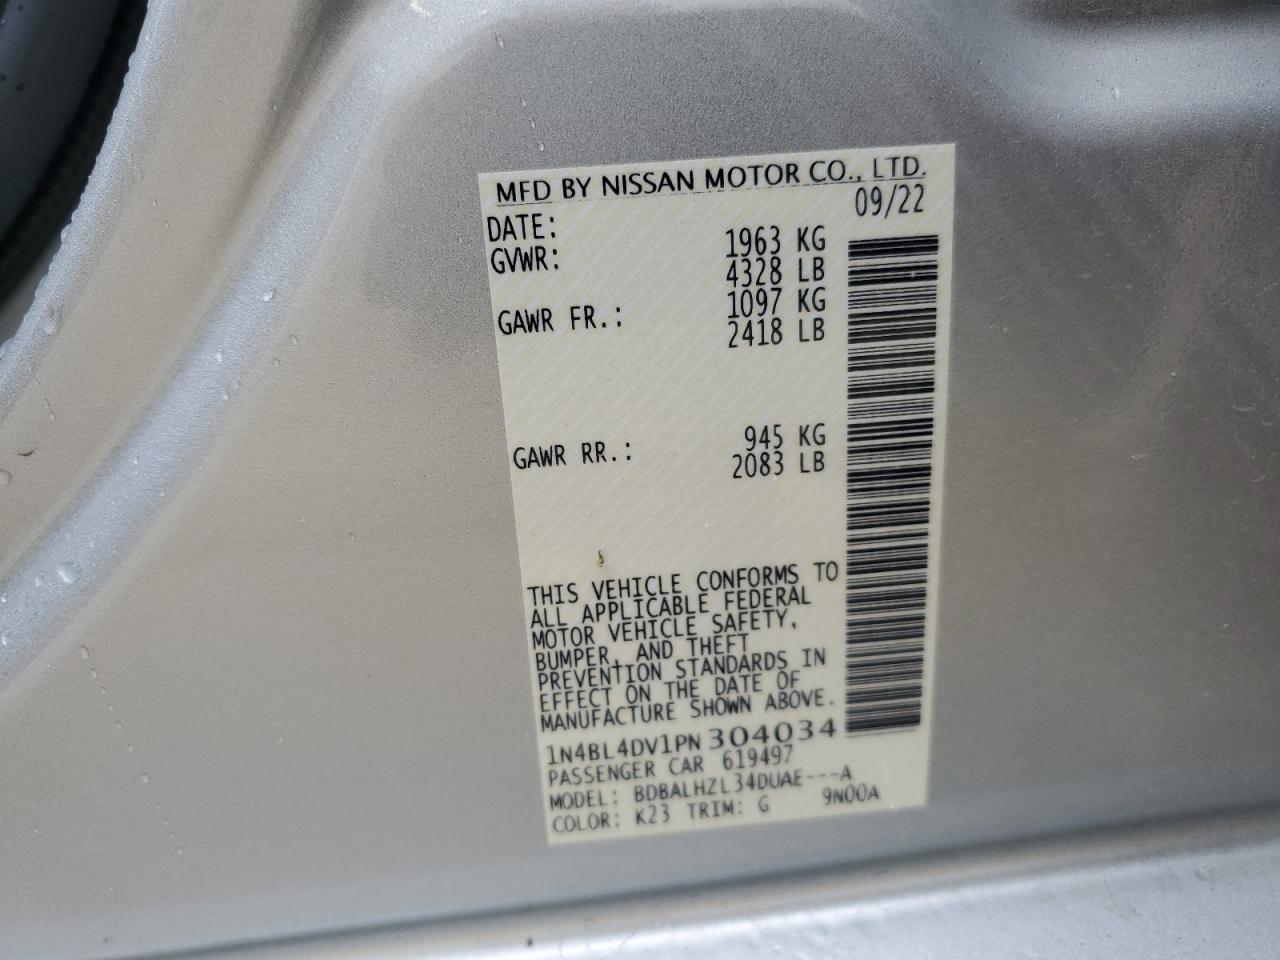 MFD BY NISSAN MOTOR CO., LTD.
DATE: 09/22
GVWR: 1963 KG
4328 LB
GAWR FR.: 1097 KG
2418 LB
GAWR RR.: 945 KG
2083 LB
THIS VEHICLE CONFORMS TO
ALL APPLICABLE FEDERAL
MOTOR VEHICLE SAFETY,
BUMPER, AND THEFT
PREVENTION STANDARDS IN
EFFECT ON THE DATE OF
MANUFACTURE SHOWN ABOVE.
1N4BL4DV1PN304034
PASSENGER CAR 619497
MODEL: BDBALHZL34DUAE---A
COLOR: K23 TRIM: G 9N00A